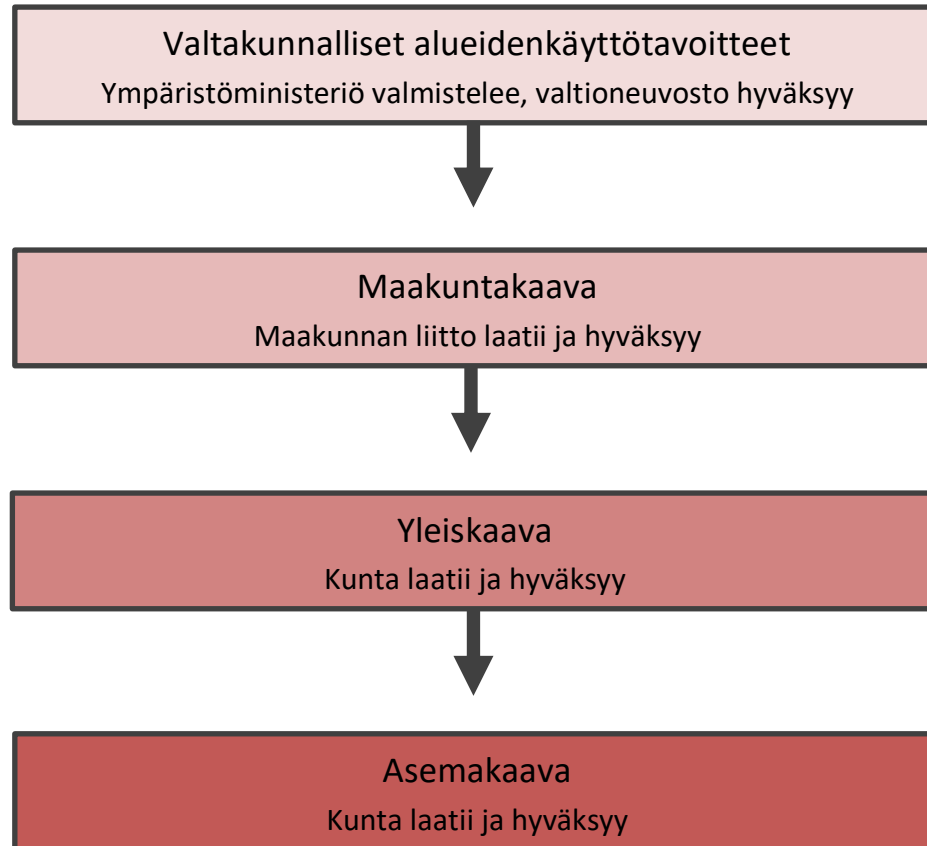 Valtakunnalliset alueidenkäyttötavoitteet
Ympäristöministeriö valmistelee, valtioneuvosto hyväksyy
Maakuntakaava
Maakunnan liitto laatii ja hyväksyy
Yleiskaava
Kunta laatii ja hyväksyy
Asemakaava
Kunta laatii ja hyväksyy